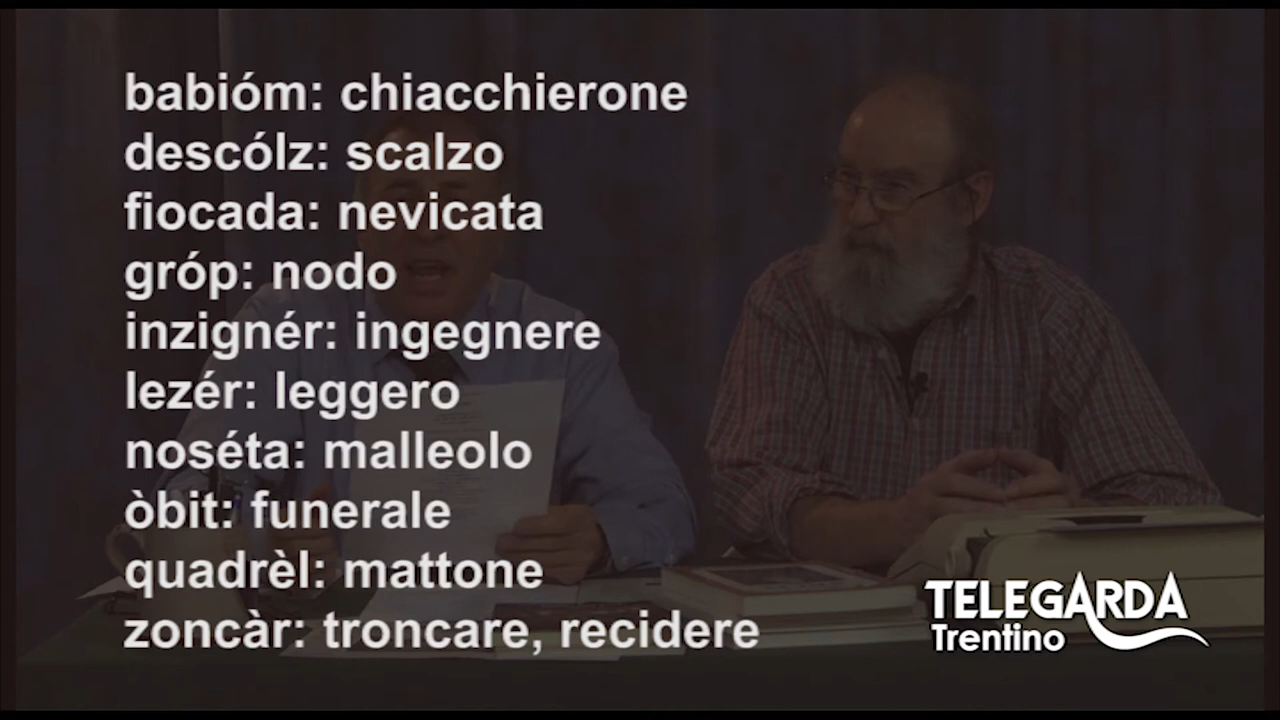 babióm: chiacchierone
descólz: scalzo
fiocada: nevicata
gróp: nodo
inzignér: ingegnere
lezér: leggero
noséta: malleolo
òbit: funerale
quadrèl: mattone
zoncàr: troncare, recidere
TELEGARDA
Trentino